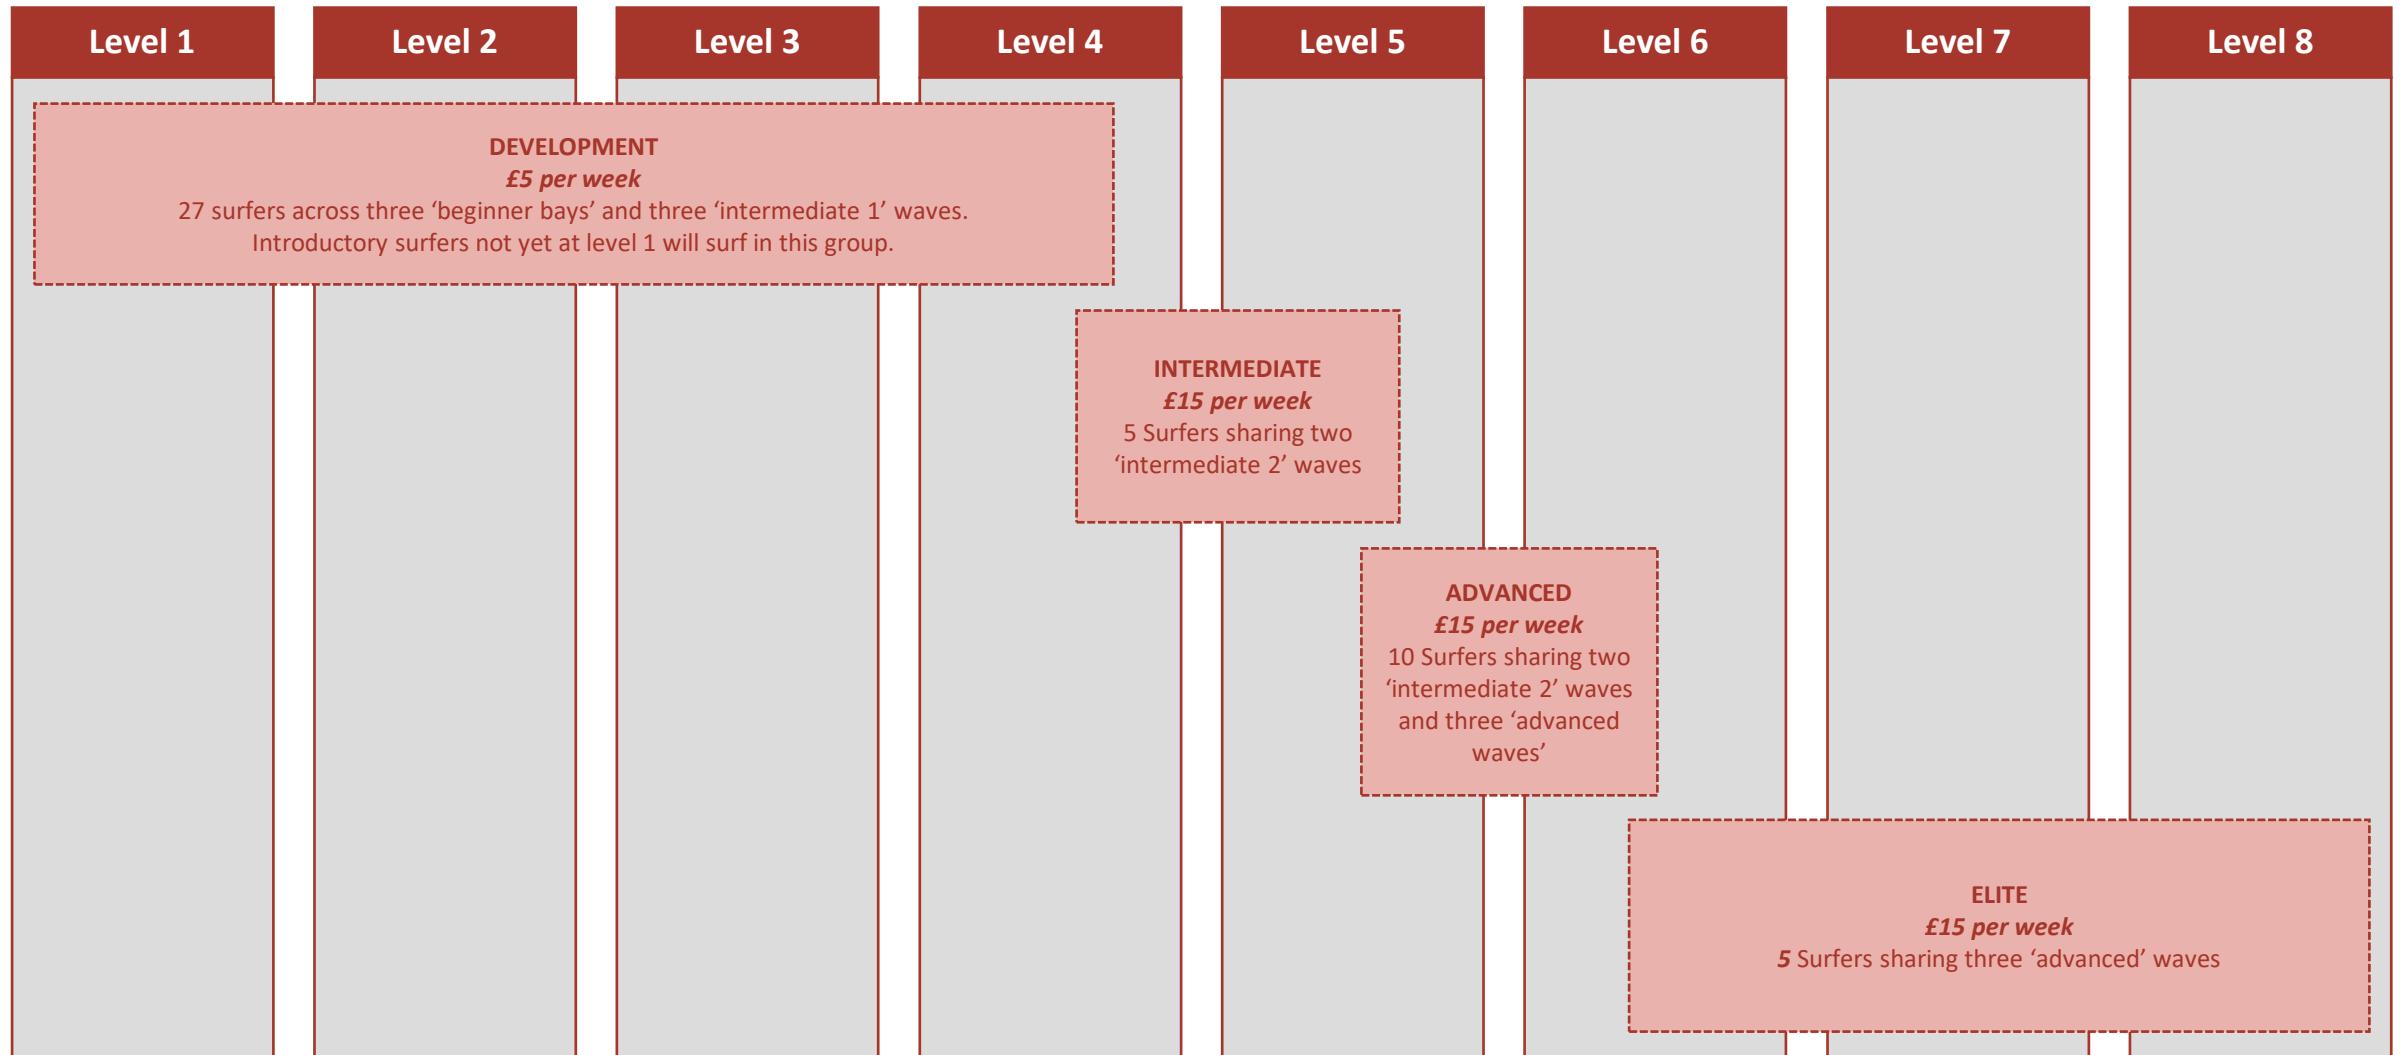 Level 1
Level 2
Level 3
Level 4
Level 5
Level 6
Level 7
Level 8
DEVELOPMENT
£5 per week
27 surfers across three ‘beginner bays’ and three ‘intermediate 1’ waves.
Introductory surfers not yet at level 1 will surf in this group.
INTERMEDIATE
£15 per week
5 Surfers sharing two
‘intermediate 2’ waves
ADVANCED
£15 per week
10 Surfers sharing two
‘intermediate 2’ waves
and three ‘advanced
waves’
ELITE
£15 per week
5 Surfers sharing three ‘advanced’ waves